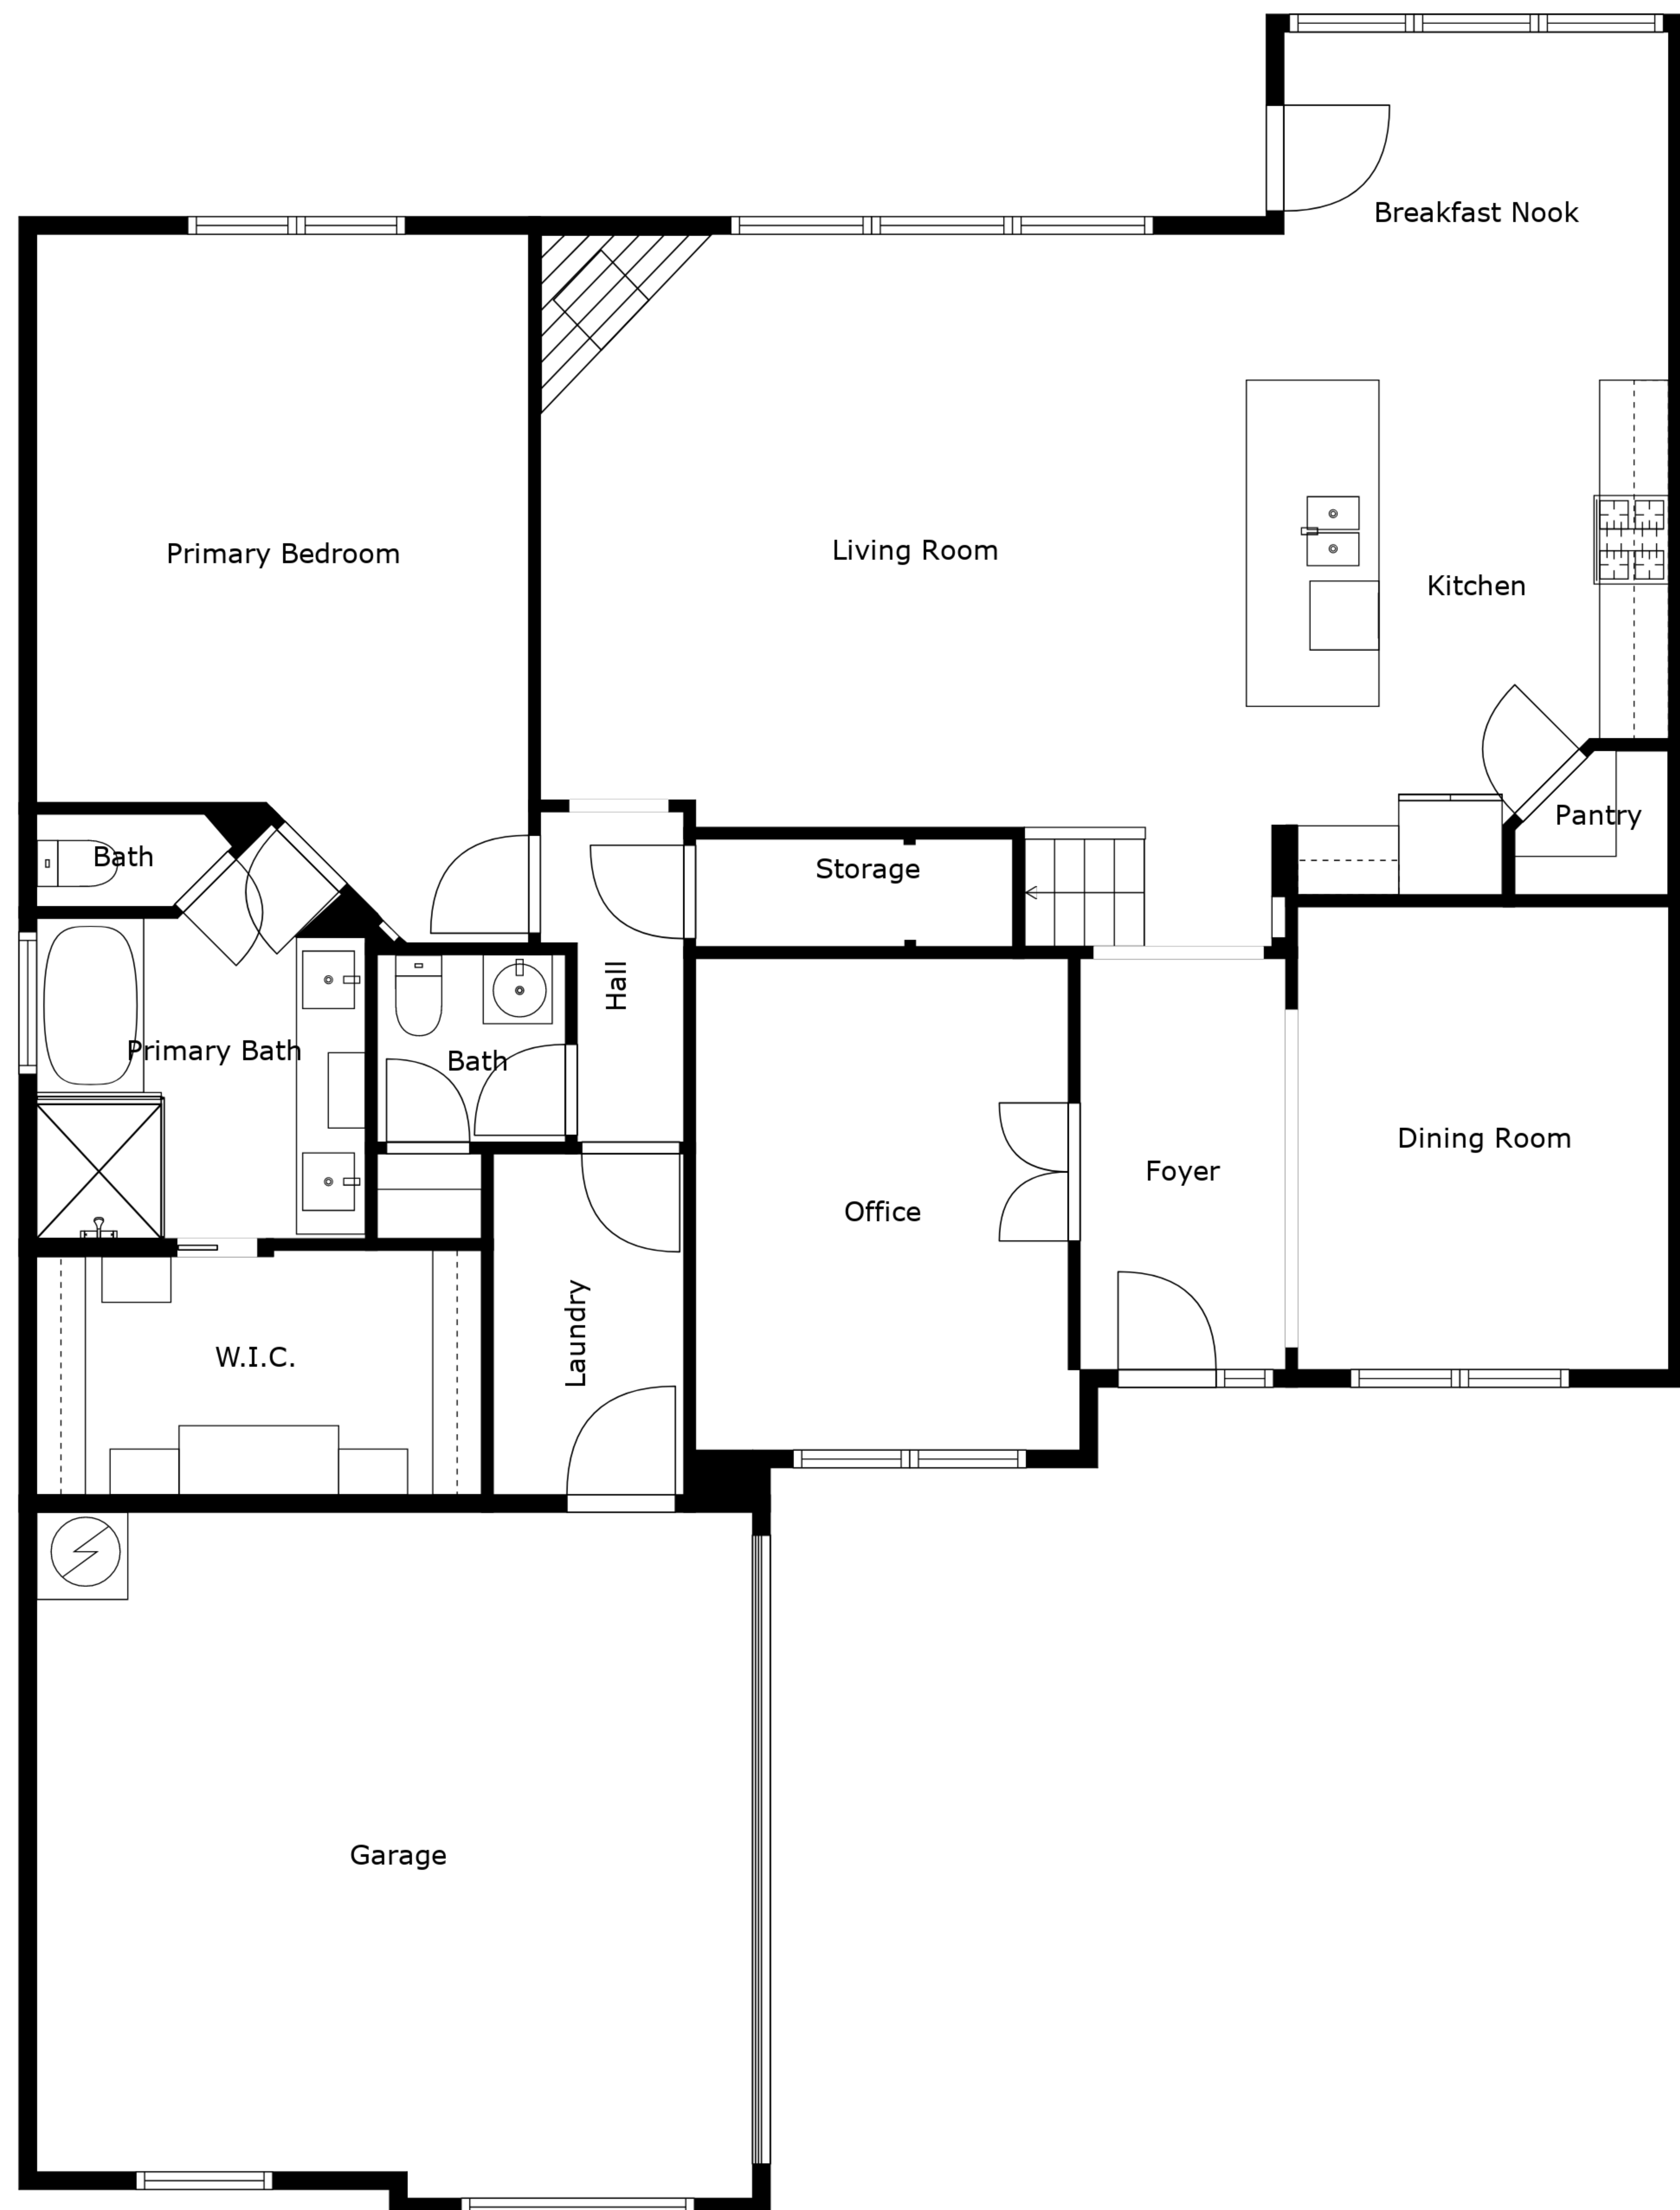 Breakfast Nook
Primary Bedroom
Living Room
Kitchen
Pantry
Bath
Storage
Hall
Primary Bath
Bath
Dining Room
Foyer
Office
Laundry
W.I.C.
Garage